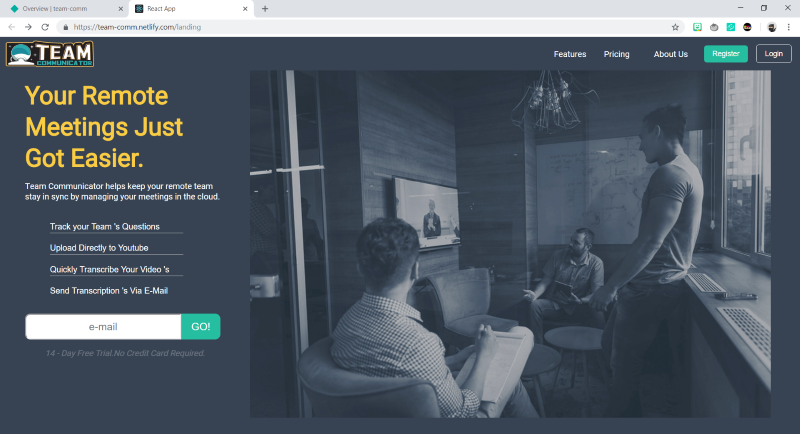 Overview | team-comm
React App
https://team-comm.netlify.com/landing
TEAM
COMMUNICATOR
Features
Pricing
About Us
Register
Login
Your Remote
Meetings Just
Got Easier.
Team Communicator helps keep your remote team
stay in sync by managing your meetings in the cloud.
Track your Team 's Questions
Upload Directly to Youtube
Quickly Transcribe Your Video 's
Send Transcription 's Via E-Mail
e-mail
GO!
14 - Day Free Trial.No Credit Card Required.